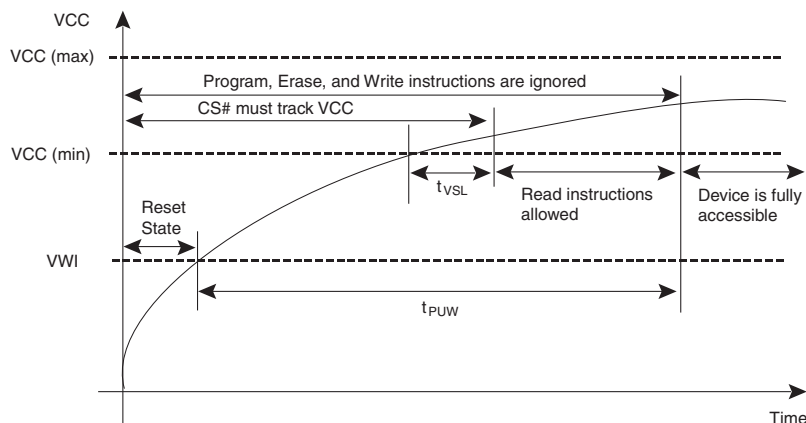 VCC
VCC (max)
Program, Erase, and Write instructions are ignored
CS# must track VCC
VCC (min)
tVSL
Read instructions
allowed
Device is fully
accessible
Reset
State
VWI
tPUW
Time